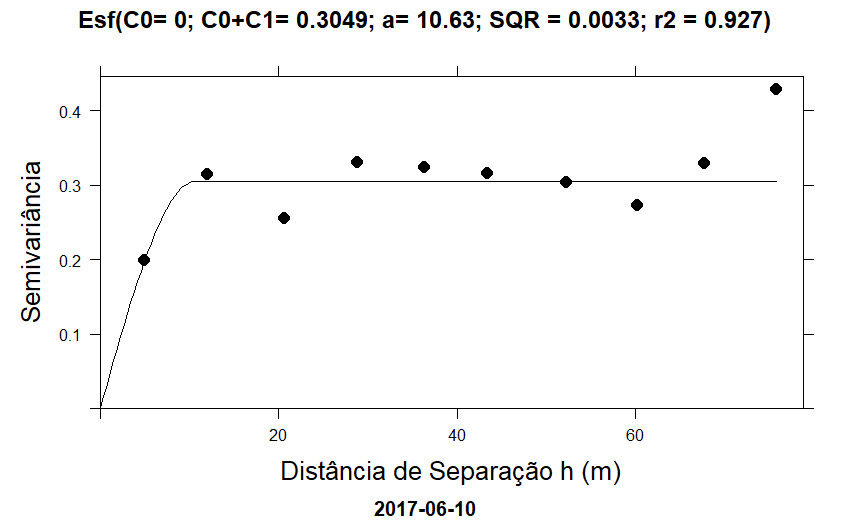 Esf(C0= 0; C0+C1= 0.3049; a= 10.63; SQR = 0.0033; r2 = 0.927)
0.4
0.3
0.2
0.1
Semivariância
20 40 60
Distância de Separação h (m)
2017-06-10